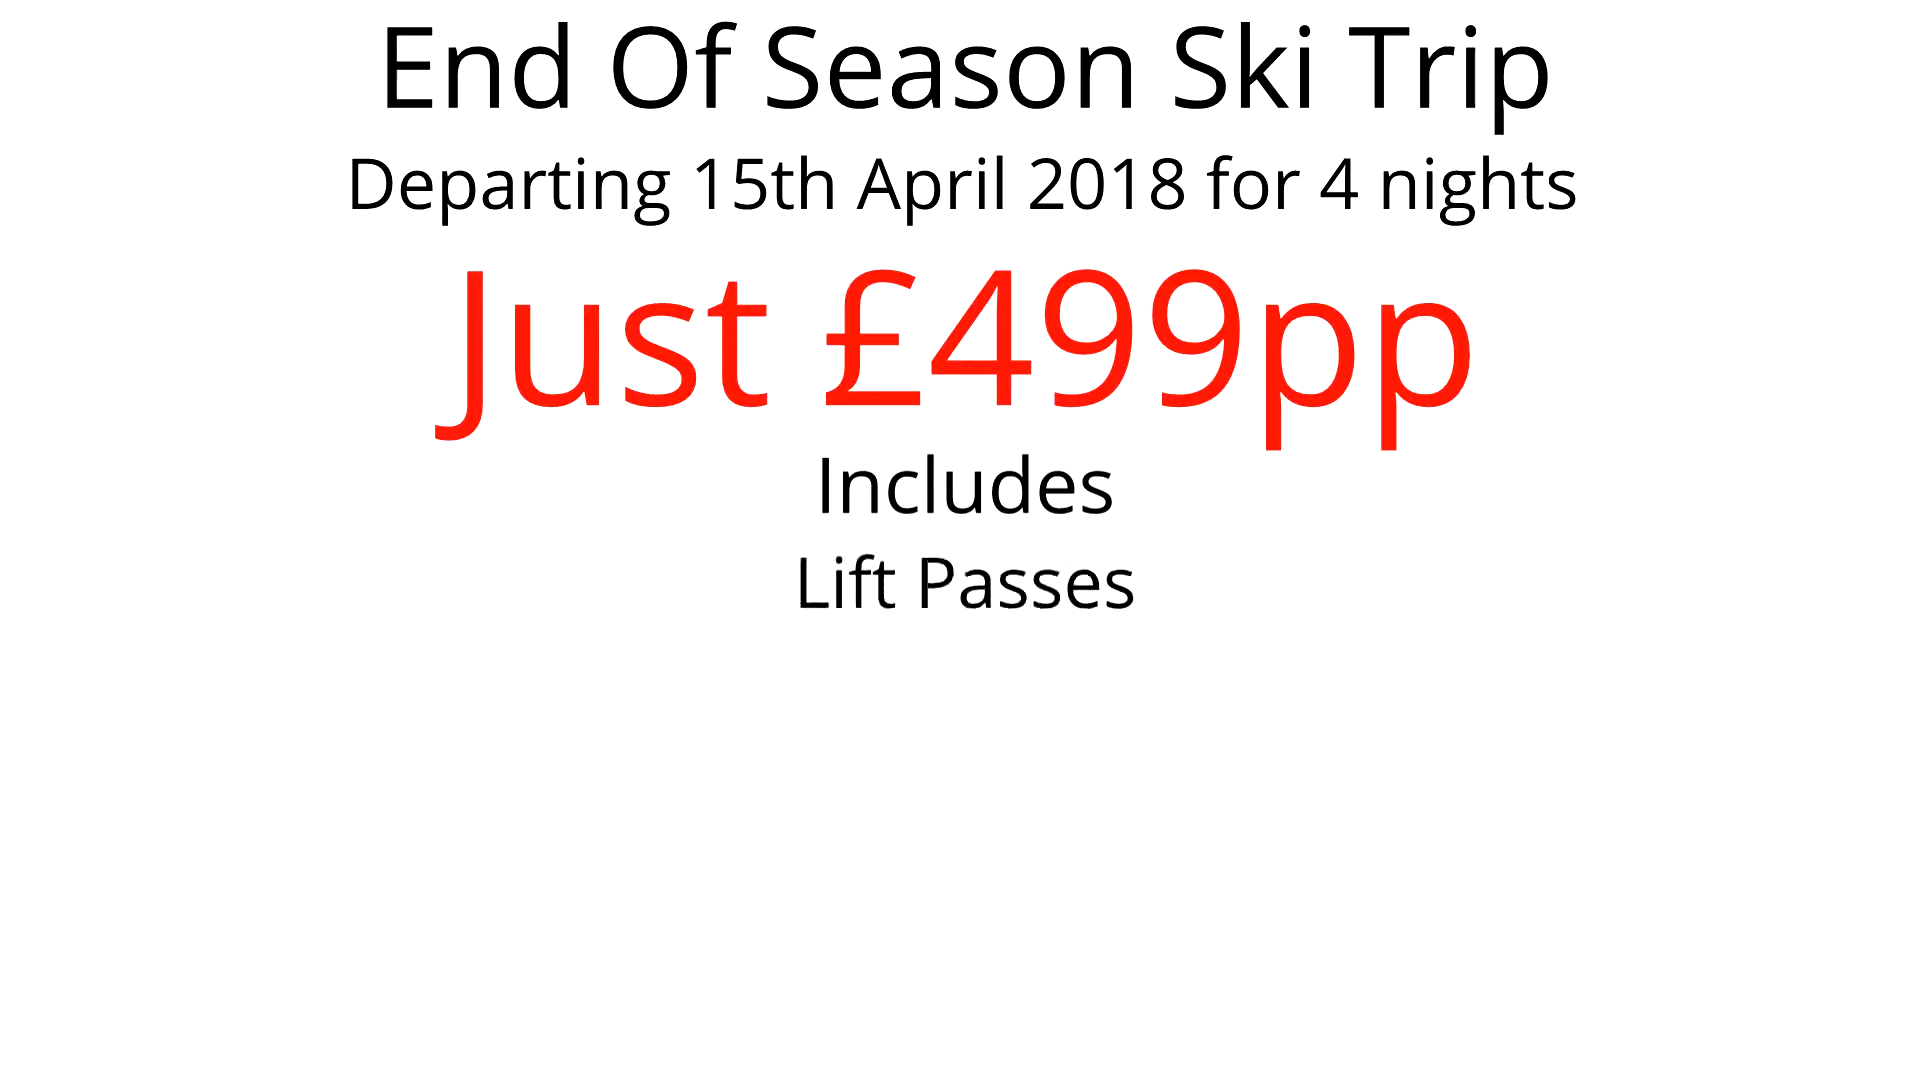 End Of Season Ski Trip
Departing 15th April 2018 for 4 nights
Just £499pp
Includes
Lift Passes